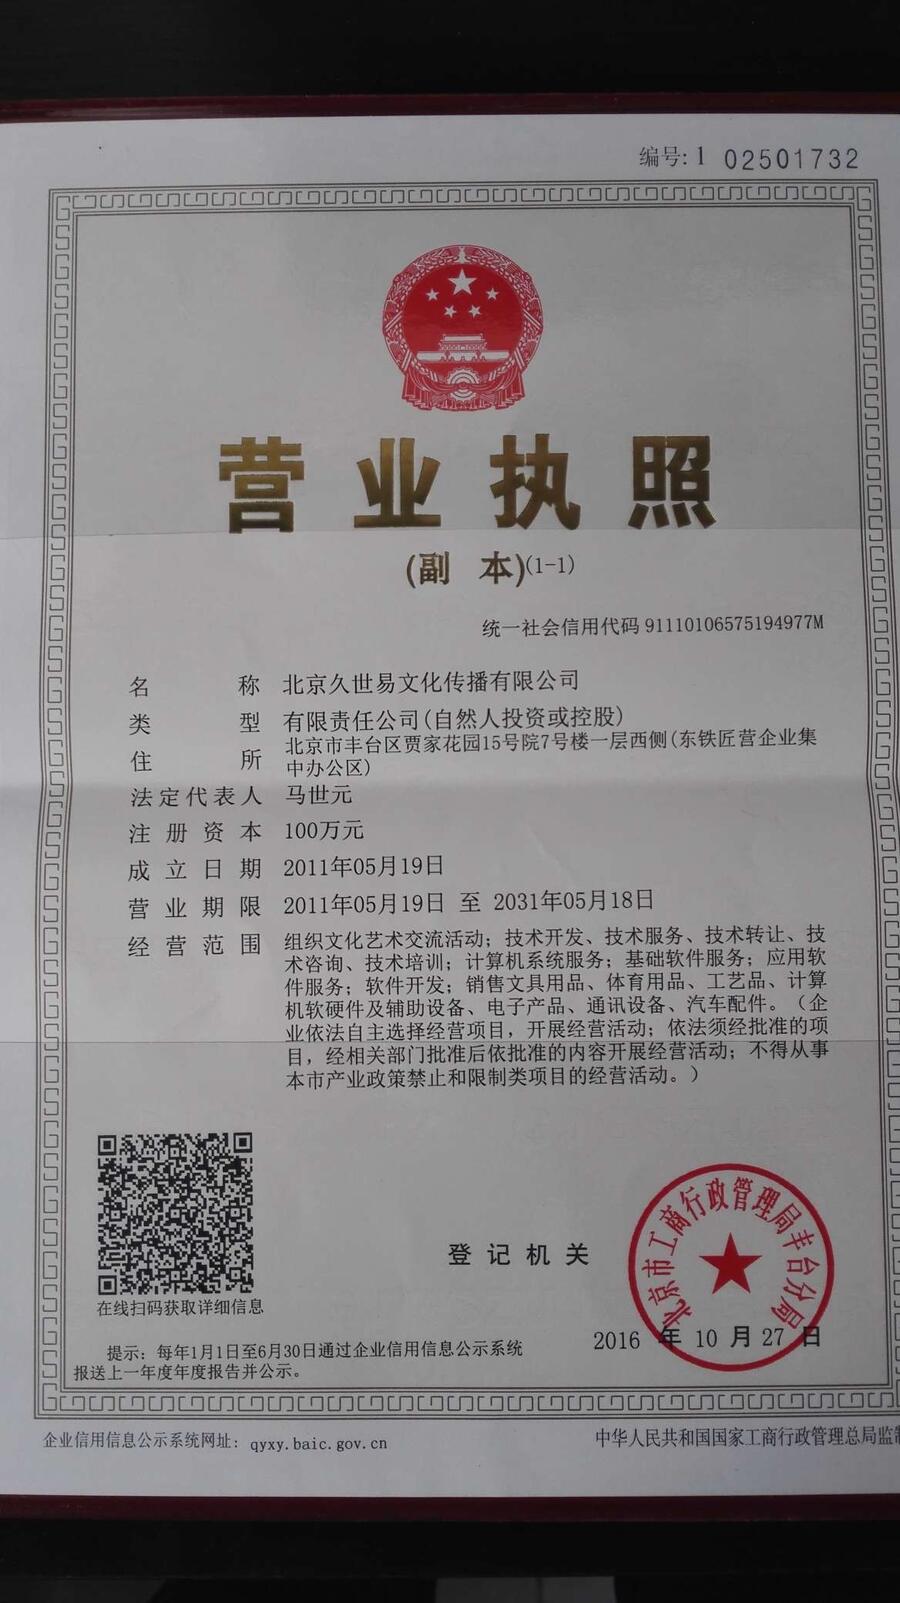 编号: 1 02501732
营业执照
(副 本)(1-1)
统一社会信用代码 91110106575194977M
名称 北京久世易文化传播有限公司
类型 有限责任公司(自然人投资或控股)
住所 北京市丰台区贾家花园15号院7号楼一层西侧(东铁匠营企业集
中办公区)
法定代表人 马世元
注册资本 100万元
成立日期 2011年05月19日
营业期限 2011年05月19日 至 2031年05月18日
经营范围 组织文化艺术交流活动；技术开发、技术服务、技术转让、技
术咨询、技术培训；计算机系统服务；基础软件服务；应用软
件服务；软件开发；销售文具用品、体育用品、工艺品、计算
机软硬件及辅助设备、电子产品、通讯设备、汽车配件。（企
业依法自主选择经营项目，开展经营活动；依法须经批准的项
目，经相关部门批准后依批准的内容开展经营活动；不得从事
本市产业政策禁止和限制类项目的经营活动。）
在线扫码获取详细信息
登记机关
北京市工商行政管理局丰台分局
2016 年 10 月 27 日
提示: 每年1月1日至6月30日通过企业信用信息公示系统
报送上一年度年度报告并公示。
企业信用信息公示系统网址: qyxy.baic.gov.cn
中华人民共和国国家工商行政管理总局监制